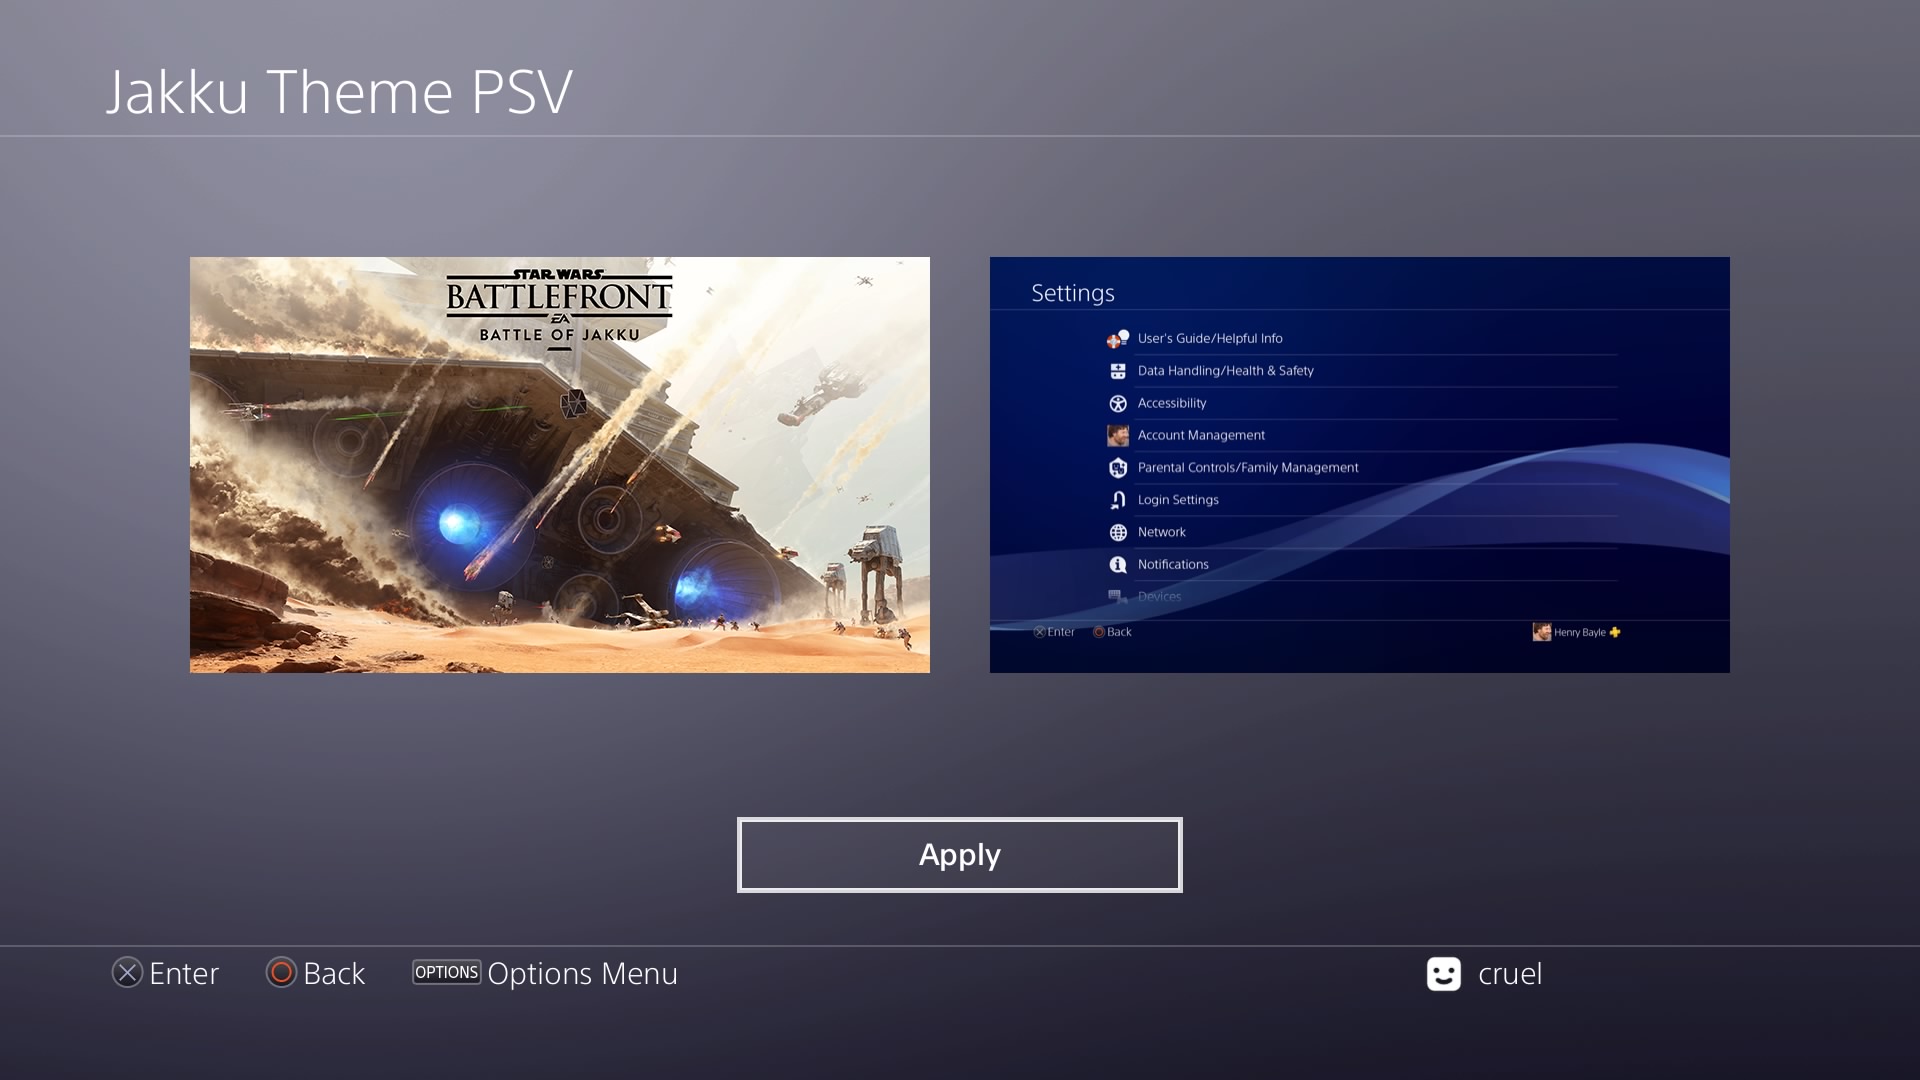 Jakku Theme PSV
STAR WARS
BATTLEFRONT
EA
BATTLE OF JAKKU
Settings
User's Guide/Helpful Info
Data Handling/Health & Safety
Accessibility
Account Management
Parental Controls/Family Management
Login Settings
Network
Notifications
Devices
Enter
Back
Henry Bayle
Apply
Enter
Back
OPTIONS Options Menu
cruel